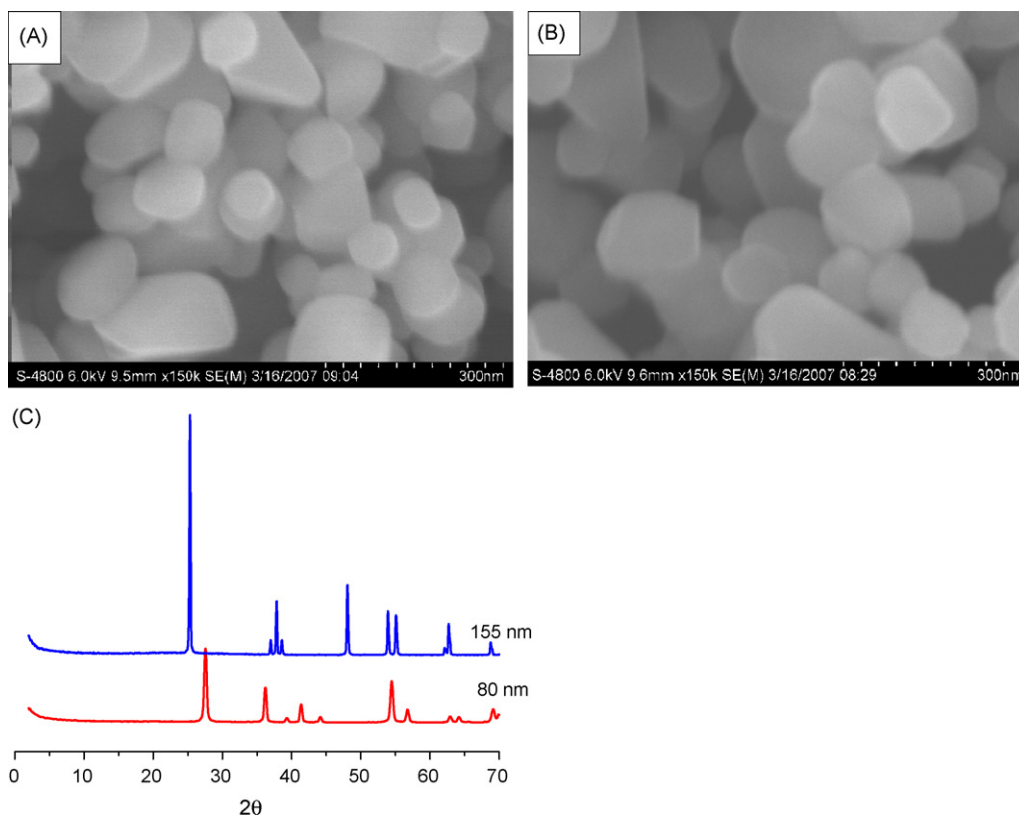 (A)
(B)
S-4800 6.0kV 9.5mm x150k SE(M) 3/16/2007 09:04 300nm
S-4800 6.0kV 9.6mm x150k SE(M) 3/16/2007 08:29 300nm
(C)
155 nm
80 nm
0 10 20 30 40 50 60 70
2θ